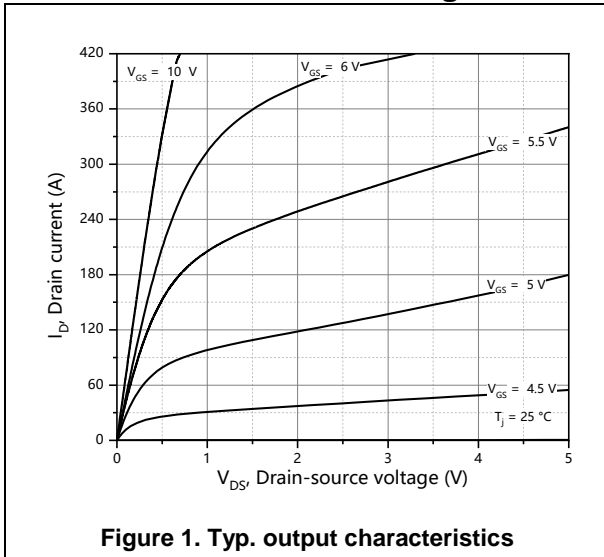 420
360
300
240
180
120
60
0
0 1 2 3 4 5
I_D, Drain current (A)
V_GS = 10 V
V_GS = 6 V
V_GS = 5.5 V
V_GS = 5 V
V_GS = 4.5 V
T_j = 25 °C
V_DS, Drain-source voltage (V)
Figure 1. Typ. output characteristics